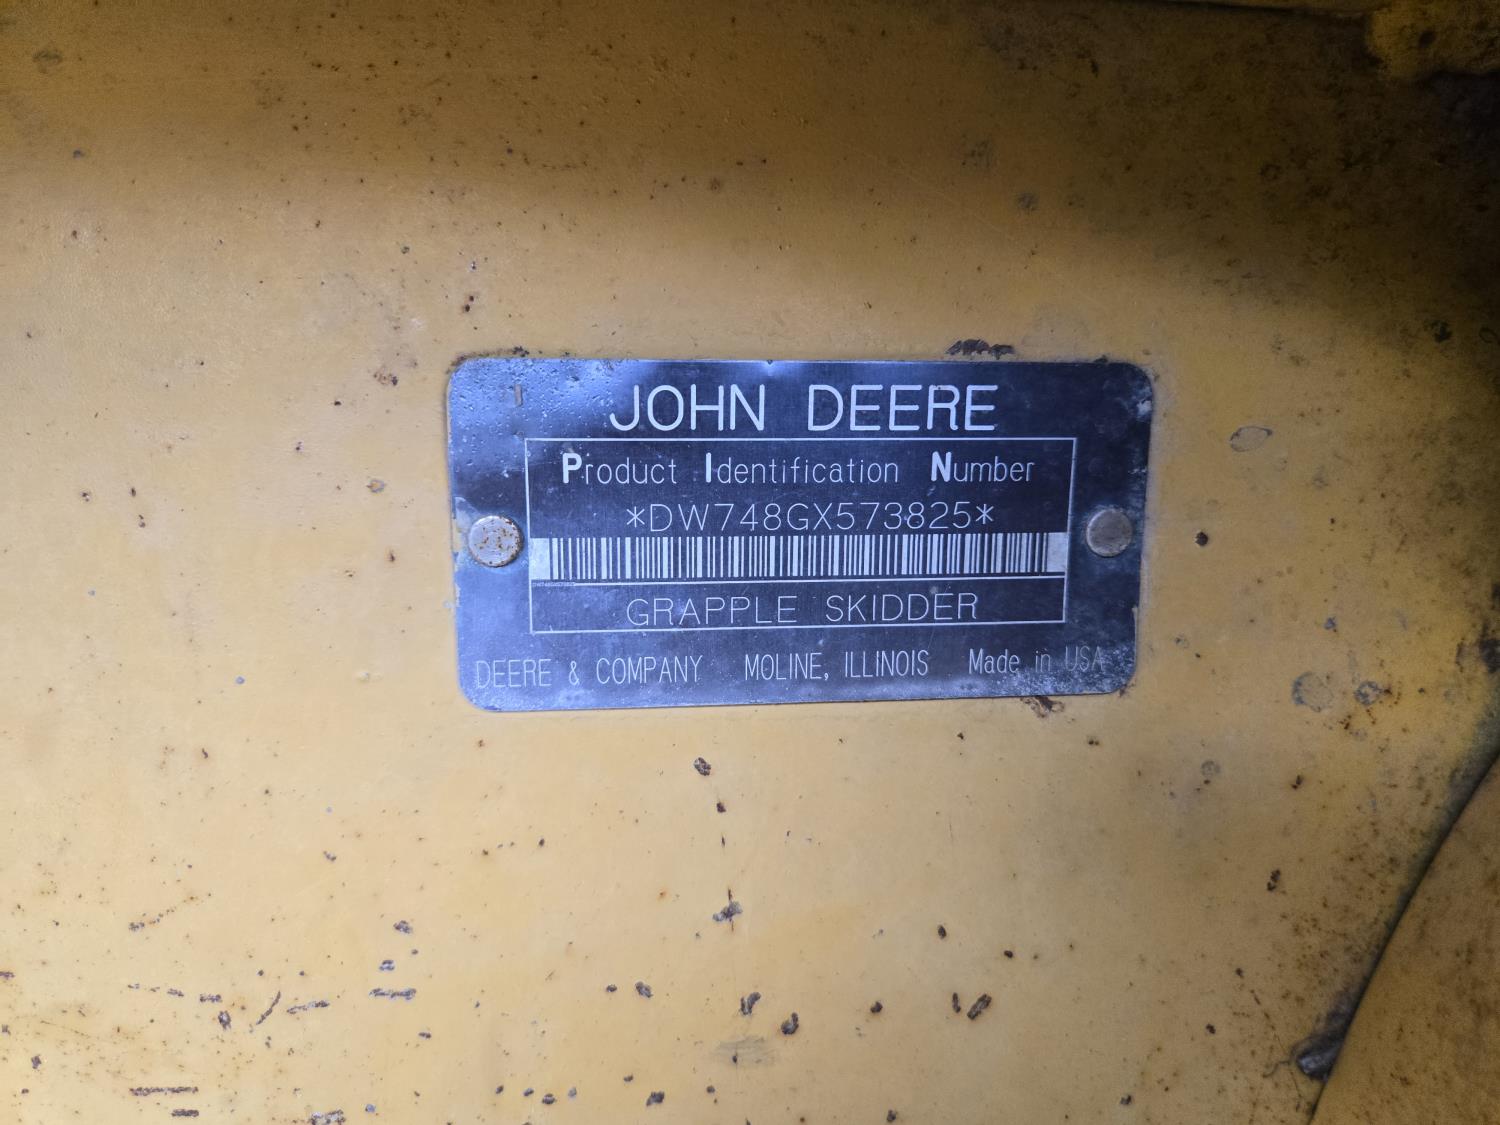 JOHN DEERE
Product Identification Number
*DW748GX573825*
GRAPPLE SKIDDER
DEERE & COMPANY MOLINE, ILLINOIS Made in USA